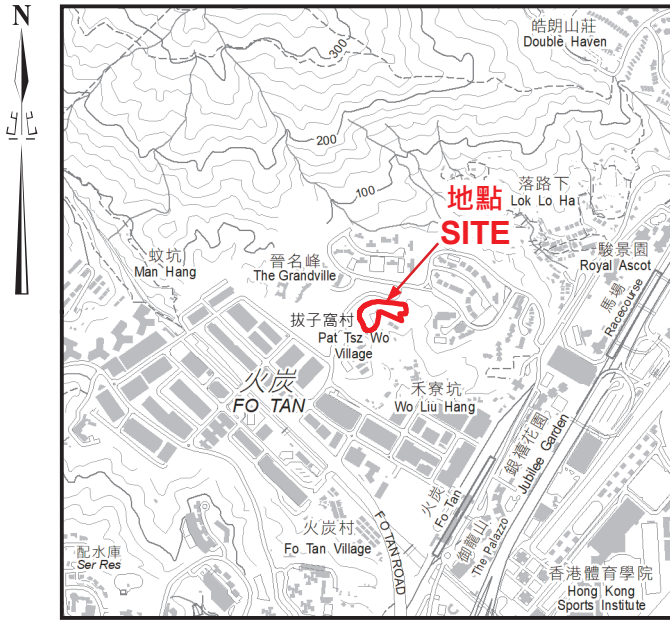 N
皓朗山莊
Double Haven
300
200
100
落路下
Lok Lo Ha
地點
SITE
駿景園
Royal Ascot
馬場
Racecourse
蚊坑
Man Hang
晉名峰
The Grandville
拔子窩村
Pat Tsz Wo
Village
火炭
FO TAN
禾寮坑
Wo Liu Hang
銀禧花園
Jubilee Garden
火炭
Fo Tan
御龍山
The Palazzo
FO TAN ROAD
火炭村
Fo Tan Village
配水庫
Ser Res
香港體育學院
Hong Kong
Sports Institute